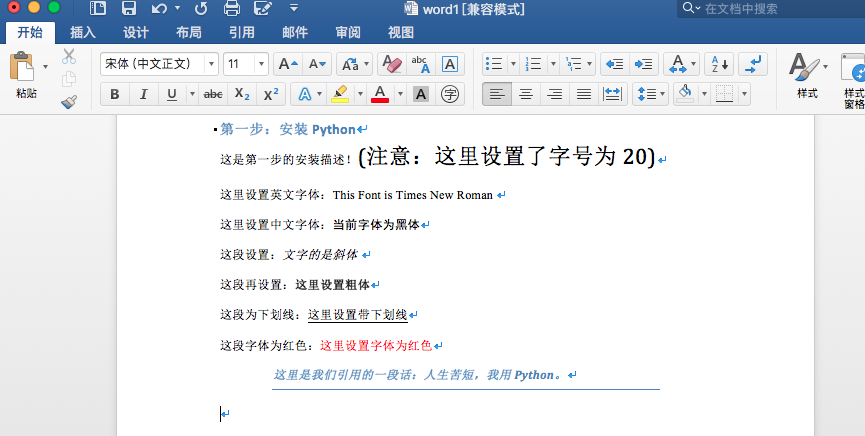 word1 [兼容模式]
在文档中搜索
开始 插入 设计 布局 引用 邮件 审阅 视图
粘贴
宋体 (中文正文) 11
A A Aa A abc A A
B I U abc X2 X2 A A A 字
样式
样式
窗格
第一步：安装 Python
这是第一步的安装描述！(注意：这里设置了字号为 20)
这里设置英文字体：This Font is Times New Roman
这里设置中文字体：当前字体为黑体
这段设置：文字的是斜体
这段再设置：这里设置粗体
这段为下划线：这里设置带下划线
这段字体为红色：这里设置字体为红色
这里是我们引用的一段话：人生苦短，我用 Python。